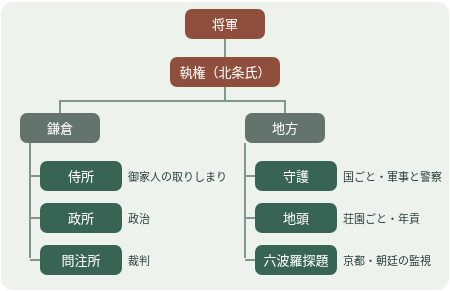 将軍
執権（北条氏）
鎌倉
侍所 御家人の取りしまり
政所 政治
問注所 裁判
地方
守護 国ごと・軍事と警察
地頭 荘園ごと・年貢
六波羅探題 京都・朝廷の監視